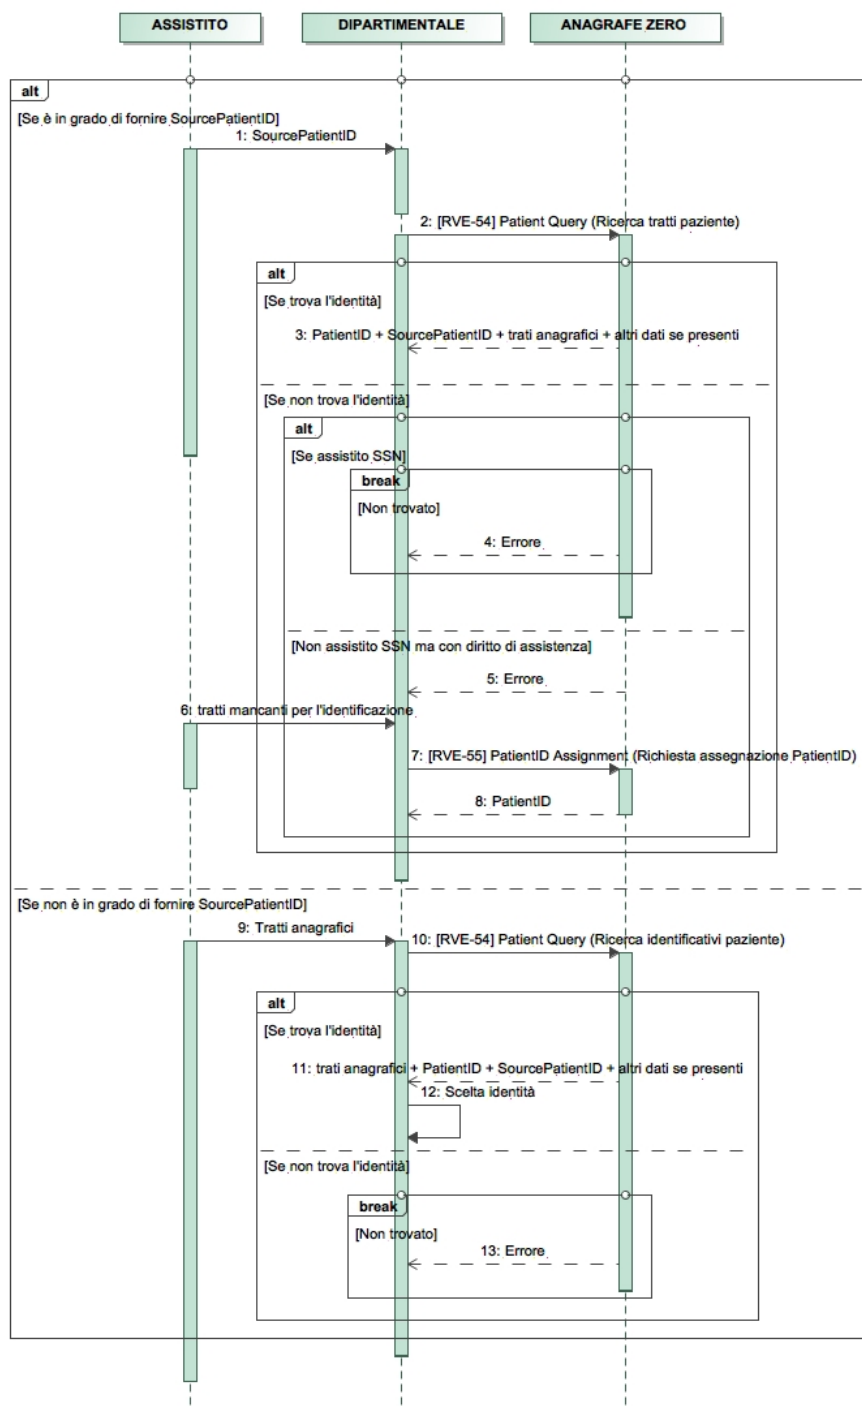 ASSISTITO
DIPARTIMENTALE
ANAGRAFE ZERO
alt
[Se è in grado di fornire SourcePatientID]
1: SourcePatientID
2: [RVE-54] Patient Query (Ricerca tratti paziente)
alt
[Se trova l'identità]
3: PatientID + SourcePatientID + trati anagrafici + altri dati se presenti
[Se non trova l'identità]
alt
[Se assistito SSN]
break
[Non trovato]
4: Errore
[Non assistito SSN ma con diritto di assistenza]
5: Errore
6: tratti mancanti per l'identificazione
7: [RVE-55] PatientID Assignment (Richiesta assegnazione PatientID)
8: PatientID
[Se non è in grado di fornire SourcePatientID]
9: Tratti anagrafici
10: [RVE-54] Patient Query (Ricerca identificativi paziente)
alt
[Se trova l'identità]
11: trati anagrafici + PatientID + SourcePatientID + altri dati se presenti
12: Scelta identità
[Se non trova l'identità]
break
[Non trovato]
13: Errore